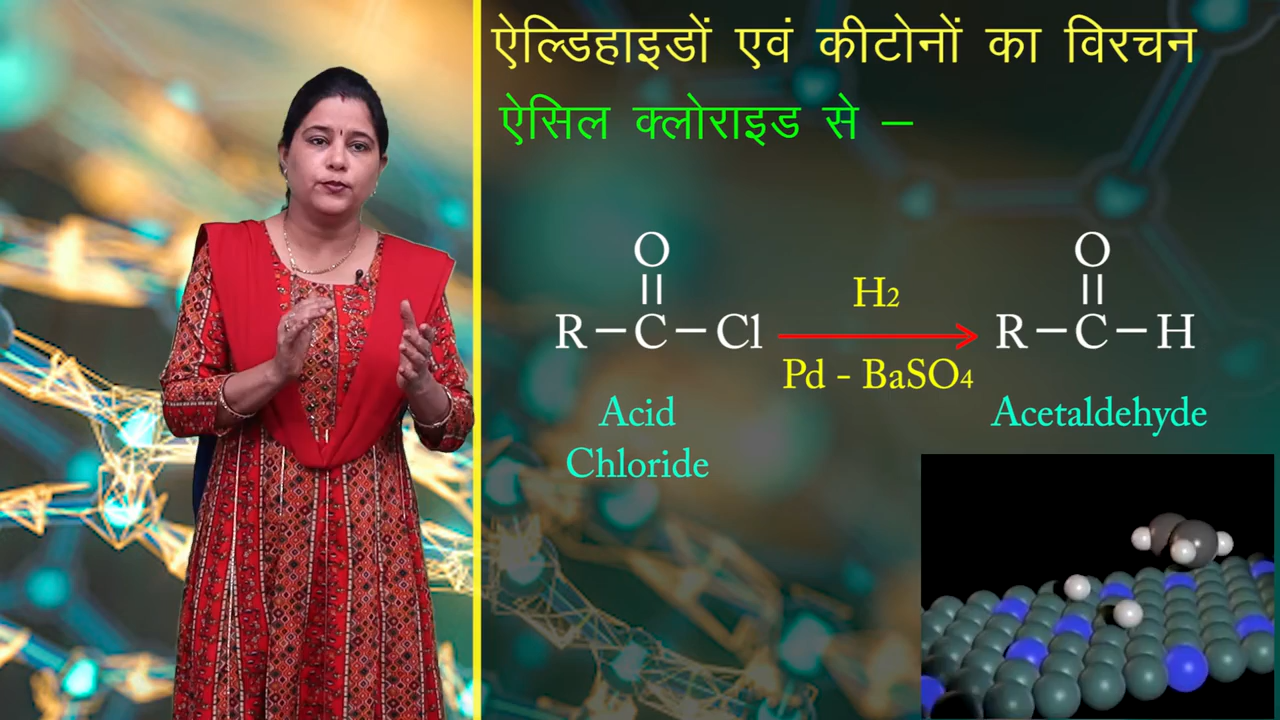 ऐल्डिहाइडों एवं कीटोनों का विरचन
ऐसिल क्लोराइड से –
O
||
R – C – Cl
H2
Pd - BaSO4
O
||
R – C – H
Acid
Chloride
Acetaldehyde